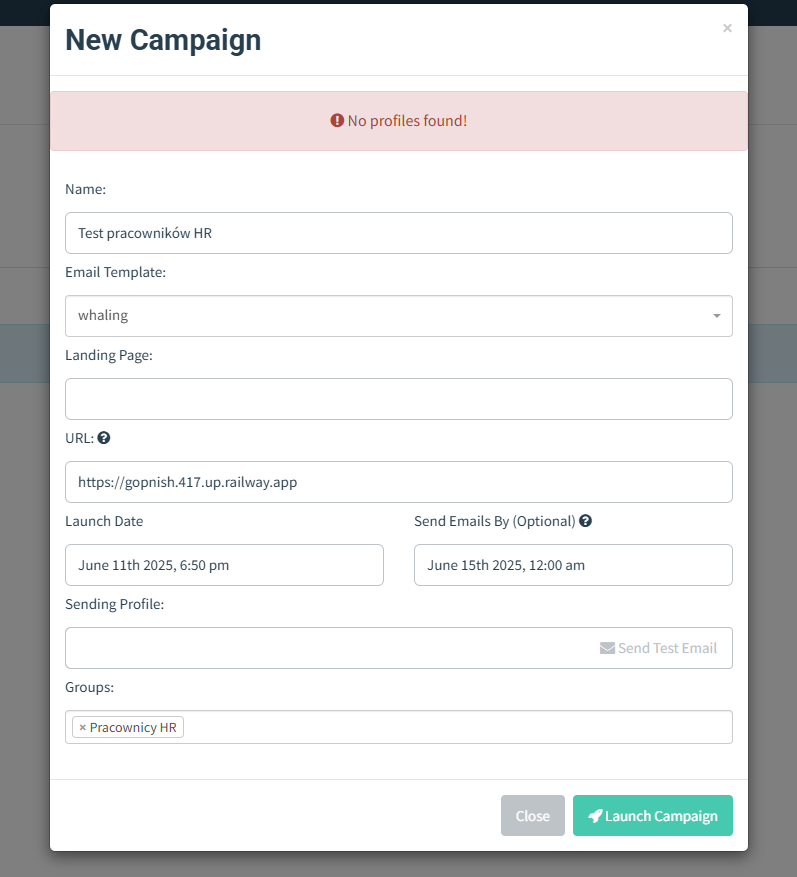 New Campaign
×
No profiles found!
Name:
Test pracowników HR
Email Template:
whaling
Landing Page:
URL:
https://gopnish.417.up.railway.app
Launch Date
Send Emails By (Optional)
June 11th 2025, 6:50 pm
June 15th 2025, 12:00 am
Sending Profile:
Send Test Email
Groups:
× Pracownicy HR
Close
Launch Campaign